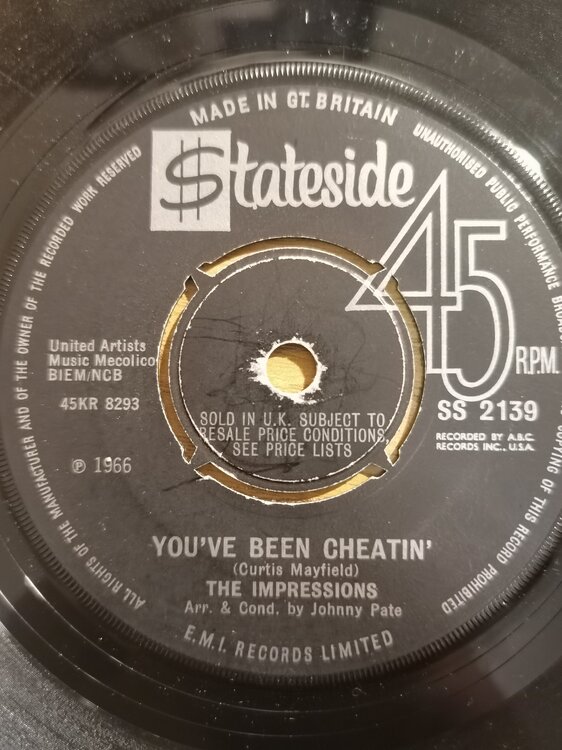 MADE IN GT. BRITAIN
UNAUTHORISED PUBLIC PERFORMANCE
COPYING OF THIS RECORD PROHIBITED
ALL RIGHTS OF THE MANUFACTURER AND OF THE OWNER OF THE RECORDED WORK RESERVED
$tateside
45 R.P.M.
United Artists
Music Mecolico
BIEM/NCB
45KR 8293
SS 2139
RECORDED BY A.B.C.
RECORDS INC., U.S.A.
SOLD IN U.K. SUBJECT TO
RESALE PRICE CONDITIONS,
SEE PRICE LISTS
℗ 1966
YOU'VE BEEN CHEATIN'
(Curtis Mayfield)
THE IMPRESSIONS
Arr. & Cond. by Johnny Pate
E.M.I. RECORDS LIMITED